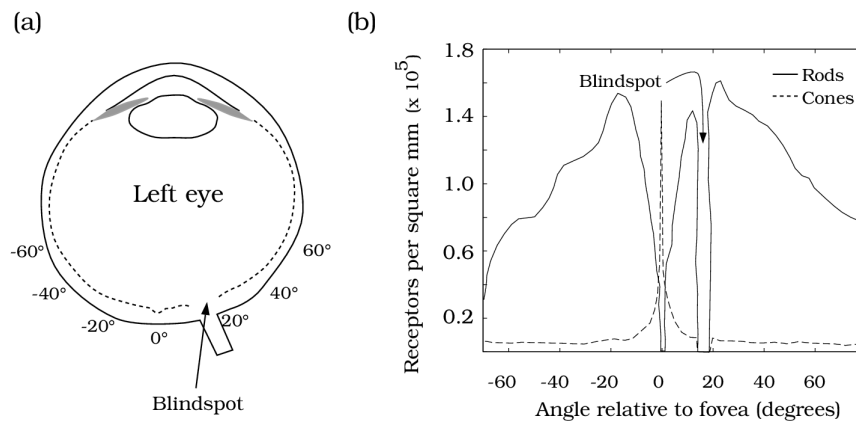 (a)
Left eye
-60°
-40°
-20°
0°
20°
40°
60°
Blindspot
(b)
Receptors per square mm (x 10⁵)
1.8
1.4
1.0
0.6
0.2
Blindspot
Rods
Cones
-60 -40 -20 0 20 40 60
Angle relative to fovea (degrees)